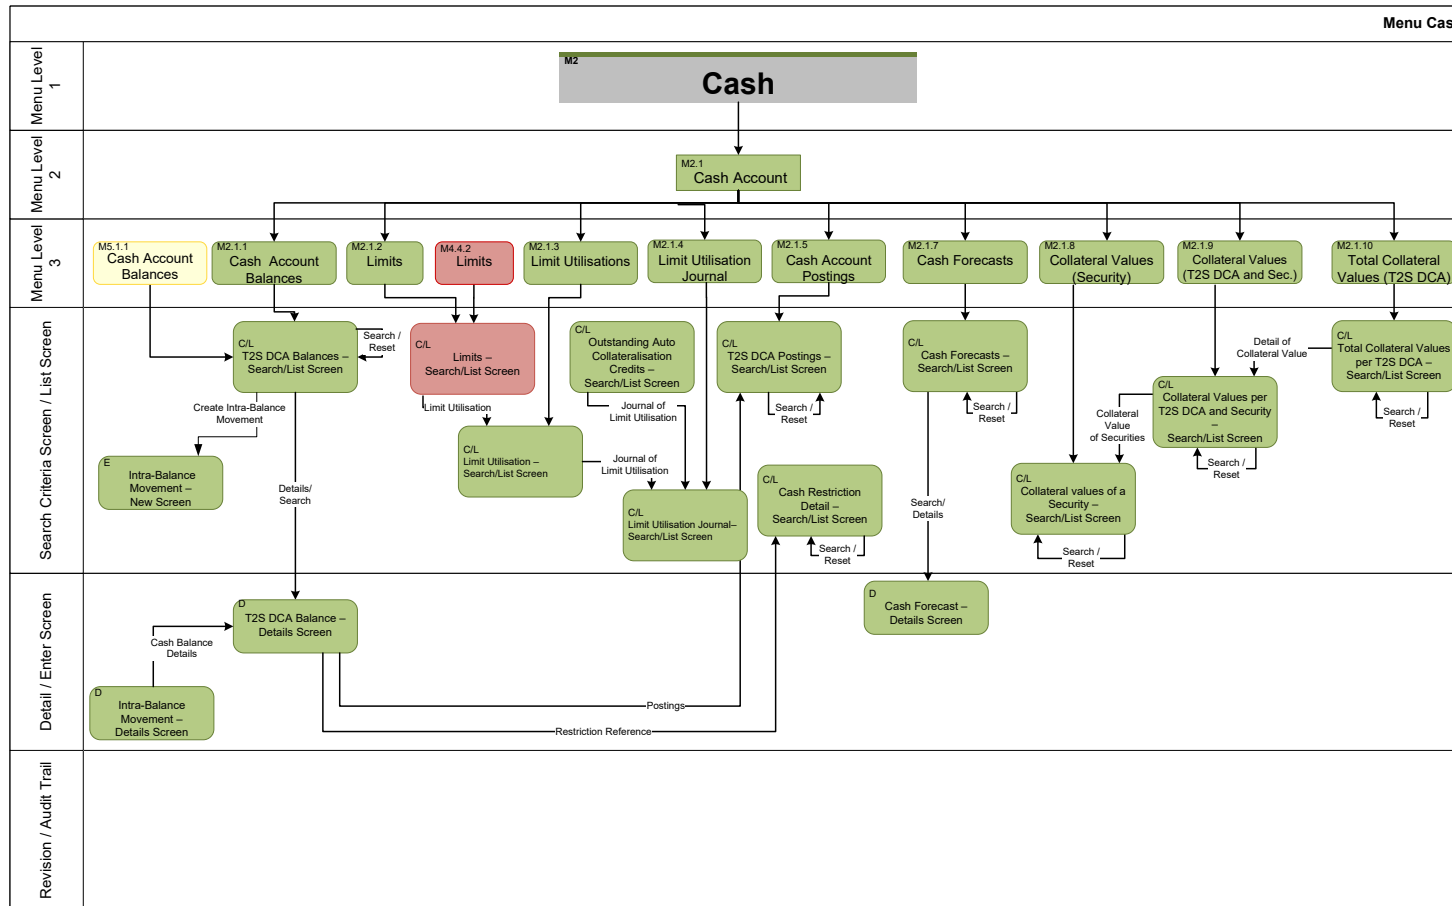 Menu Cas
Menu Level
1
M2
Cash
Menu Level
2
M2.1
Cash Account
Menu Level
3
M5.1.1
Cash Account
Balances
M2.1.1
Cash Account
Balances
M2.1.2
Limits
M4.4.2
Limits
M2.1.3
Limit Utilisations
M2.1.4
Limit Utilisation
Journal
M2.1.5
Cash Account
Postings
M2.1.7
Cash Forecasts
M2.1.8
Collateral Values
(Security)
M2.1.9
Collateral Values
(T2S DCA and Sec.)
M2.1.10
Total Collateral
Values (T2S DCA)
Search Criteria Screen / List Screen
C/L
T2S DCA Balances –
Search/List Screen
Search /
Reset
C/L
Limits –
Search/List Screen
C/L
Outstanding Auto
Collateralisation
Credits –
Search/List Screen
C/L
T2S DCA Postings –
Search/List Screen
Search /
Reset
C/L
Cash Forecasts –
Search/List Screen
Search /
Reset
Detail of
Collateral Value
C/L
Total Collateral Values
per T2S DCA –
Search/List Screen
Search /
Reset
C/L
Collateral Values per
T2S DCA and Security
–
Search/List Screen
Search /
Reset
Collateral
Value
of Securities
Create Intra-Balance
Movement
Limit Utilisation
Journal of
Limit Utilisation
C/L
Limit Utilisation –
Search/List Screen
Journal of
Limit Utilisation
E
Intra-Balance
Movement –
New Screen
Details/
Search
C/L
Limit Utilisation Journal–
Search/List Screen
C/L
Cash Restriction
Detail –
Search/List Screen
Search /
Reset
Search/
Details
C/L
Collateral values of a
Security –
Search/List Screen
Search /
Reset
Detail / Enter Screen
D
T2S DCA Balance –
Details Screen
D
Cash Forecast –
Details Screen
Cash Balance
Details
D
Intra-Balance
Movement –
Details Screen
Postings
Restriction Reference
Revision / Audit Trail